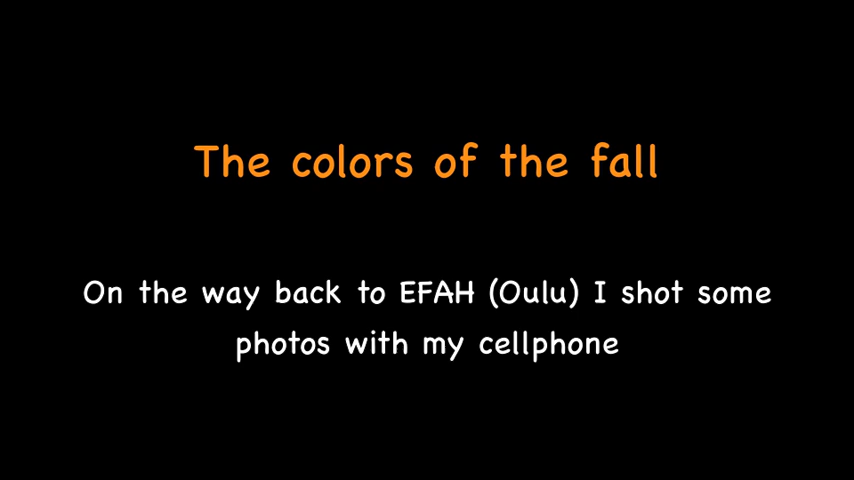 The colors of the fall
On the way back to EFAH (Oulu) I shot some
photos with my cellphone